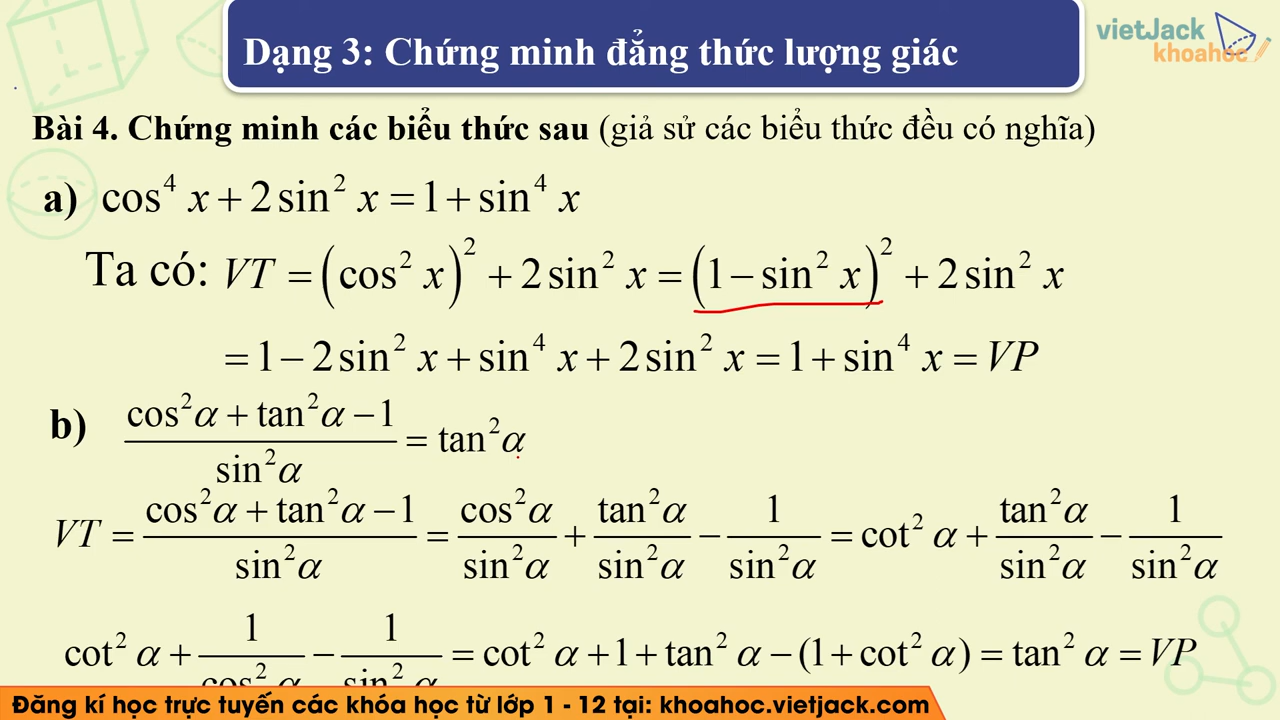 vietJack
khoahoc
Dạng 3: Chứng minh đẳng thức lượng giác
Bài 4. Chứng minh các biểu thức sau (giả sử các biểu thức đều có nghĩa)
a) cos⁴ x + 2 sin² x = 1 + sin⁴ x
Ta có: VT = (cos² x)² + 2 sin² x = (1 − sin² x)² + 2 sin² x
= 1 − 2 sin² x + sin⁴ x + 2 sin² x = 1 + sin⁴ x = VP
b) (cos²α + tan²α − 1)/(sin²α) = tan²α
VT = (cos²α + tan²α − 1)/(sin²α) = cos²α/sin²α + tan²α/sin²α − 1/sin²α = cot² α + tan²α/sin²α − 1/sin²α
cot² α + 1/cos² α − 1/sin² α = cot² α + 1 + tan² α − (1 + cot² α) = tan² α = VP
Đăng kí học trực tuyến các khóa học từ lớp 1 - 12 tại: khoahoc.vietjack.com